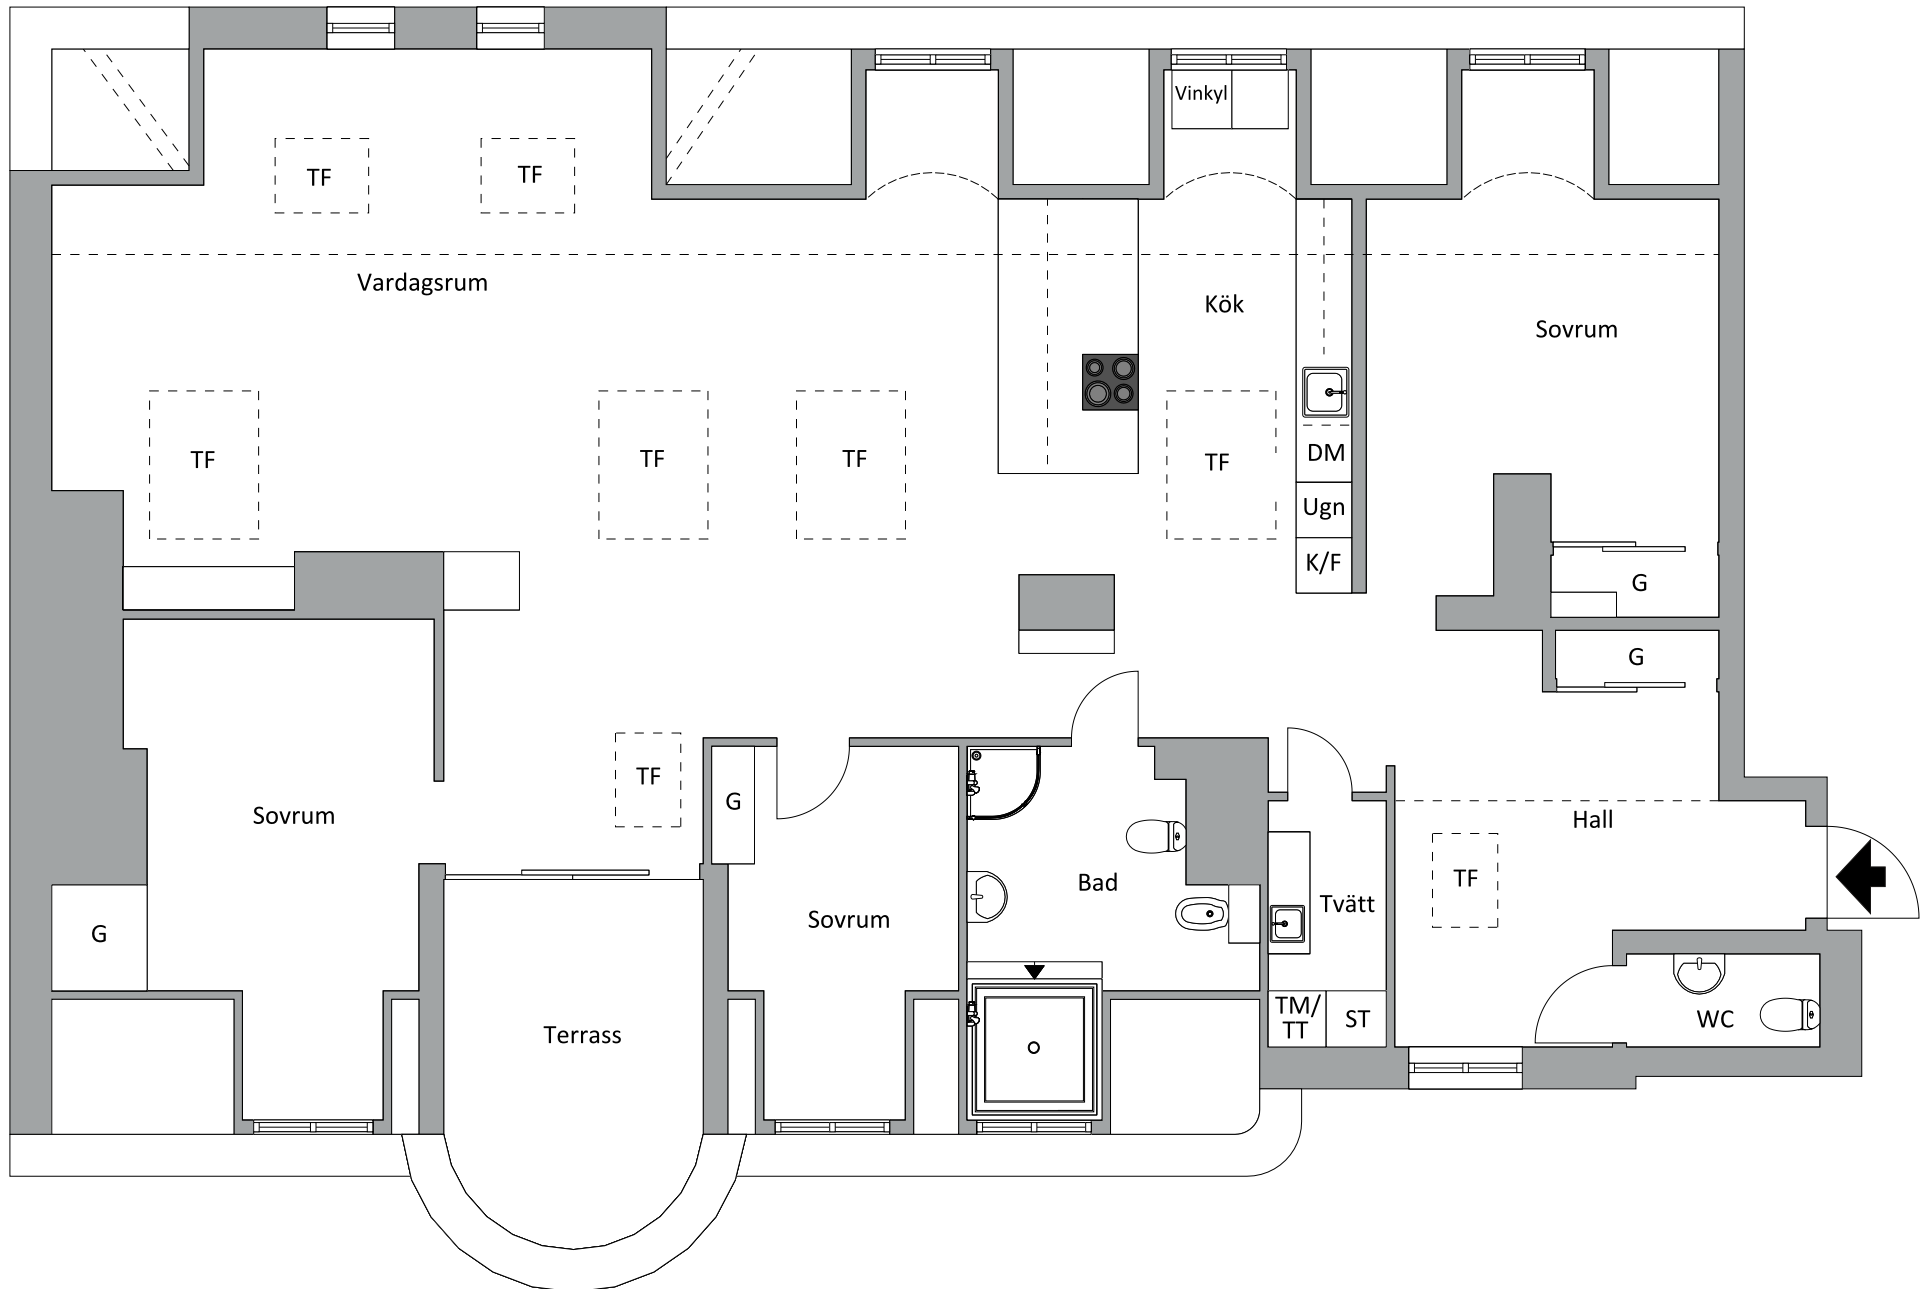 Vinkyl
TF
TF
Vardagsrum
Kök
Sovrum
TF
TF
TF
TF
DM
Ugn
K/F
G
G
TF
G
Sovrum
Hall
TF
Bad
Tvätt
Sovrum
G
Terrass
TM/
TT
ST
WC